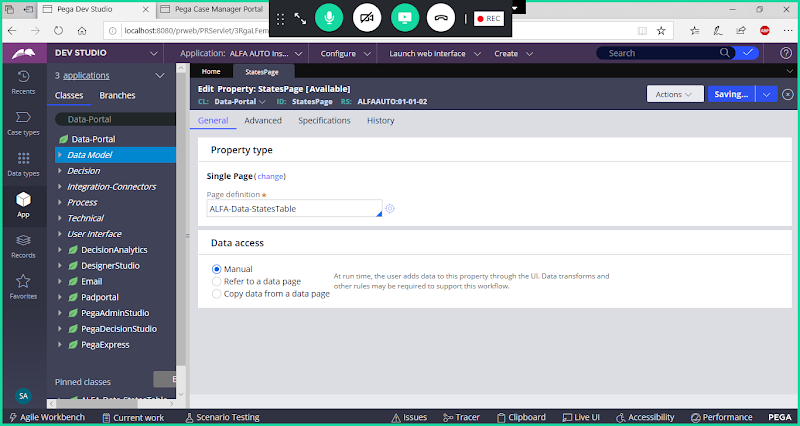 Pega Dev Studio
Pega Case Manager Portal
REC
localhost:8080/prweb/PRServlet/3RgaLFem
ABP
DEV STUDIO
Application: ALFA AUTO Ins...
Configure
Launch web interface
Create
Search
3 applications
Classes
Branches
Data-Portal
Data-Portal
Data Model
Decision
Integration-Connectors
Process
Technical
User Interface
DecisionAnalytics
DesignerStudio
Email
Padportal
PegaAdminStudio
PegaDecisionStudio
PegaExpress
Pinned classes
ALFA-Data-StatesTable
Recents
Case types
Data types
App
Records
Favorites
SA
Home
StatesPage
Edit Property: StatesPage [Available]
CL: Data-Portal ID: StatesPage RS: ALFAAUTO:01-01-02
Actions
Saving...
General
Advanced
Specifications
History
Property type
Single Page (change)
Page definition ★
ALFA-Data-StatesTable
Data access
Manual
Refer to a data page
Copy data from a data page
At run time, the user adds data to this property through the UI. Data transforms and
other rules may be required to support this workflow.
Agile Workbench
Current work
Scenario Testing
Issues
Tracer
Clipboard
Live UI
Accessibility
Performance
PEGA